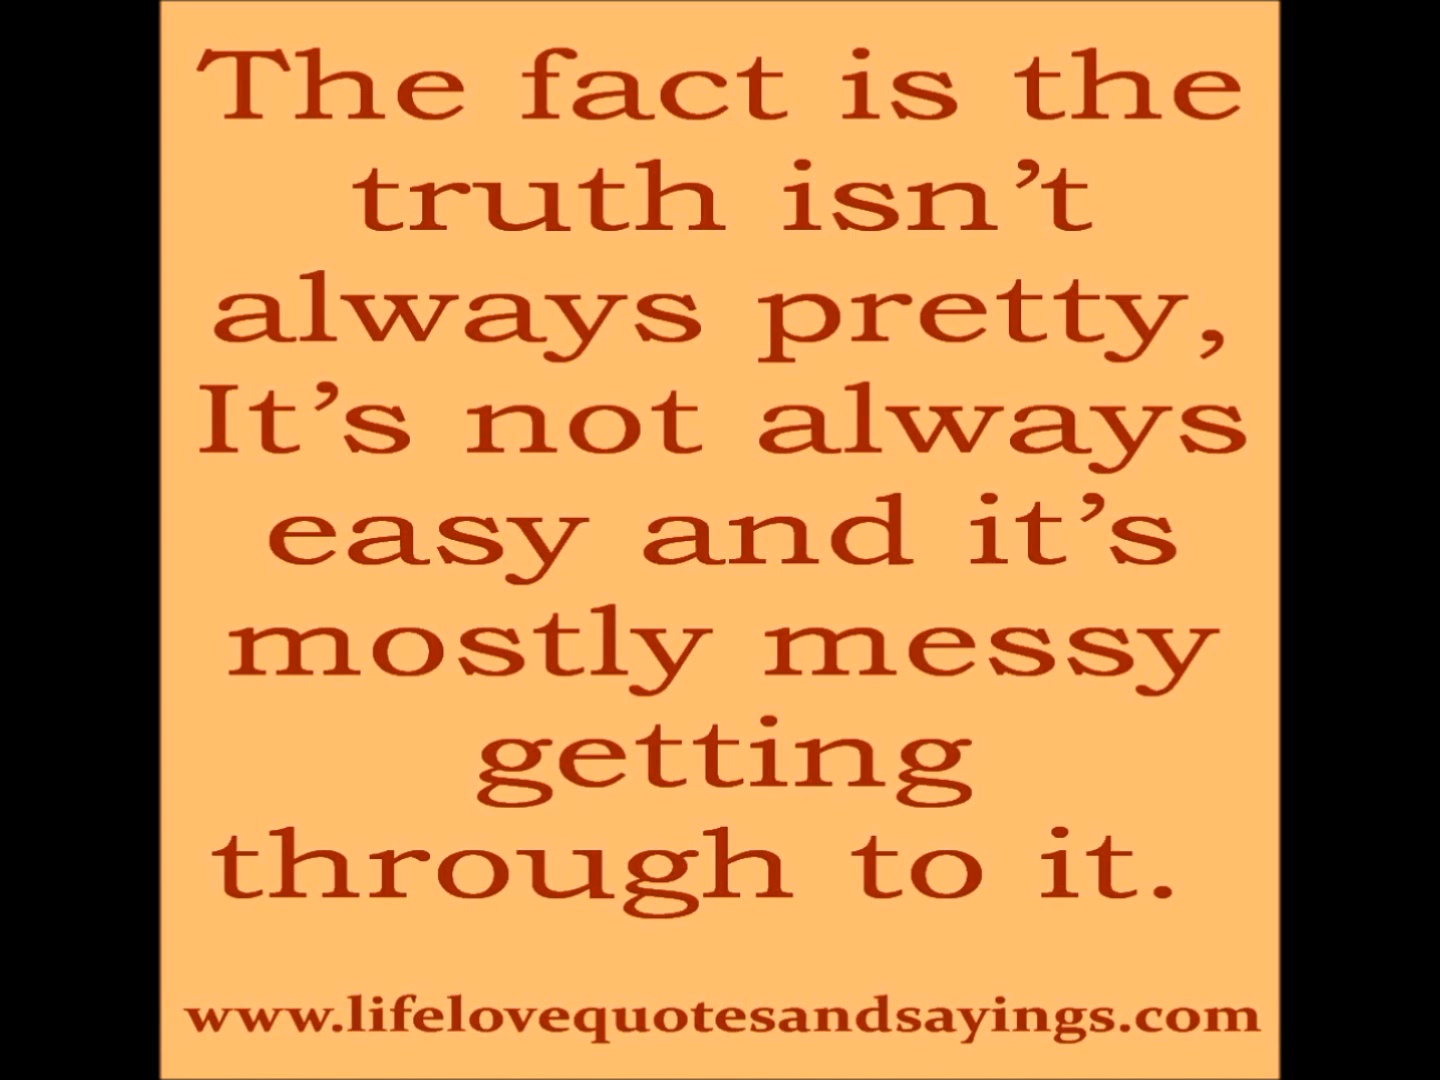 The fact is the
truth isn’t
always pretty,
It’s not always
easy and it’s
mostly messy
getting
through to it.
www.lifelovequotesandsayings.com